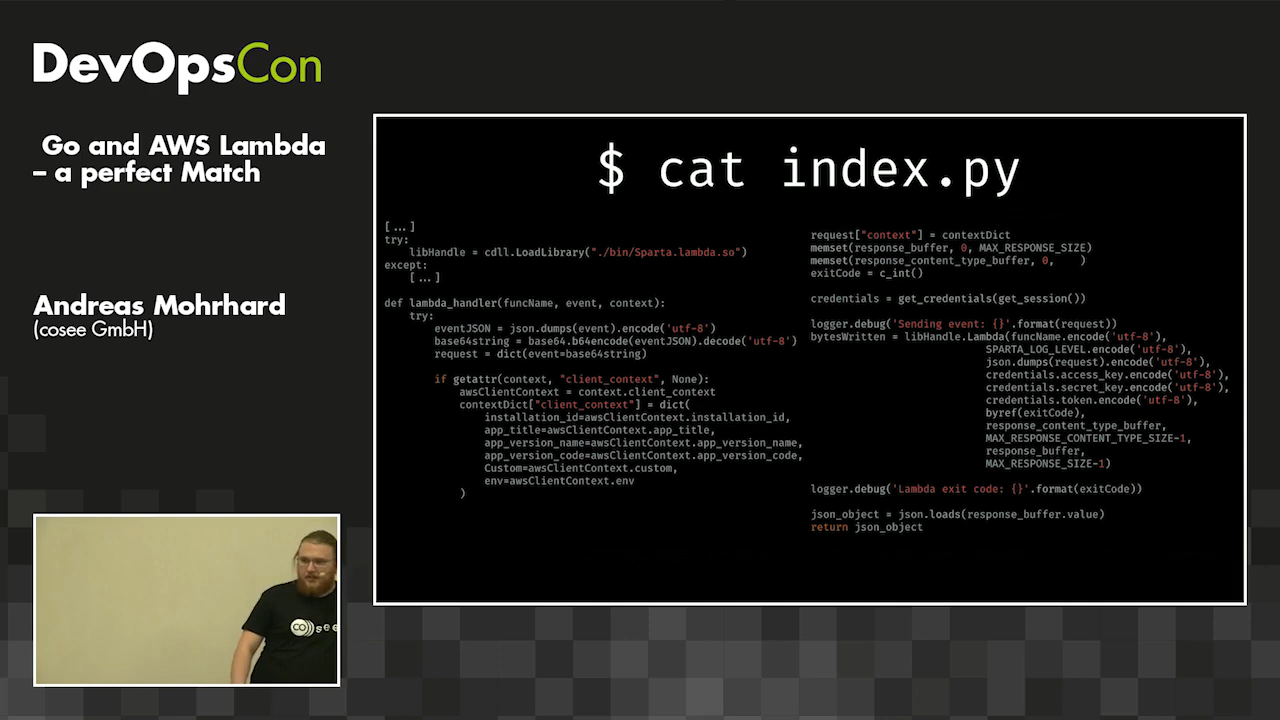 DevOpsCon
Go and AWS Lambda
– a perfect Match
Andreas Mohrhard
(cosee GmbH)
$ cat index.py
[...]
try:
    libHandle = cdll.LoadLibrary("./bin/Sparta.lambda.so")
except:
    [...]
def lambda_handler(funcName, event, context):
    try:
        eventJSON = json.dumps(event).encode('utf-8')
        base64string = base64.b64encode(eventJSON).decode('utf-8')
        request = dict(event=base64string)
        if getattr(context, "client_context", None):
            awsClientContext = context.client_context
            contextDict["client_context"] = dict(
                installation_id=awsClientContext.installation_id,
                app_title=awsClientContext.app_title,
                app_version_name=awsClientContext.app_version_name,
                app_version_code=awsClientContext.app_version_code,
                Custom=awsClientContext.custom,
                env=awsClientContext.env
            )
request["context"] = contextDict
memset(response_buffer, 0, MAX_RESPONSE_SIZE)
memset(response_content_type_buffer, 0,     )
exitCode = c_int()
credentials = get_credentials(get_session())
logger.debug('Sending event: {}'.format(request))
bytesWritten = libHandle.Lambda(funcName.encode('utf-8'),
                            SPARTA_LOG_LEVEL.encode('utf-8'),
                            json.dumps(request).encode('utf-8'),
                            credentials.access_key.encode('utf-8'),
                            credentials.secret_key.encode('utf-8'),
                            credentials.token.encode('utf-8'),
                            byref(exitCode),
                            response_content_type_buffer,
                            MAX_RESPONSE_CONTENT_TYPE_SIZE-1,
                            response_buffer,
                            MAX_RESPONSE_SIZE-1)
logger.debug('Lambda exit code: {}'.format(exitCode))
json_object = json.loads(response_buffer.value)
return json_object
cosee